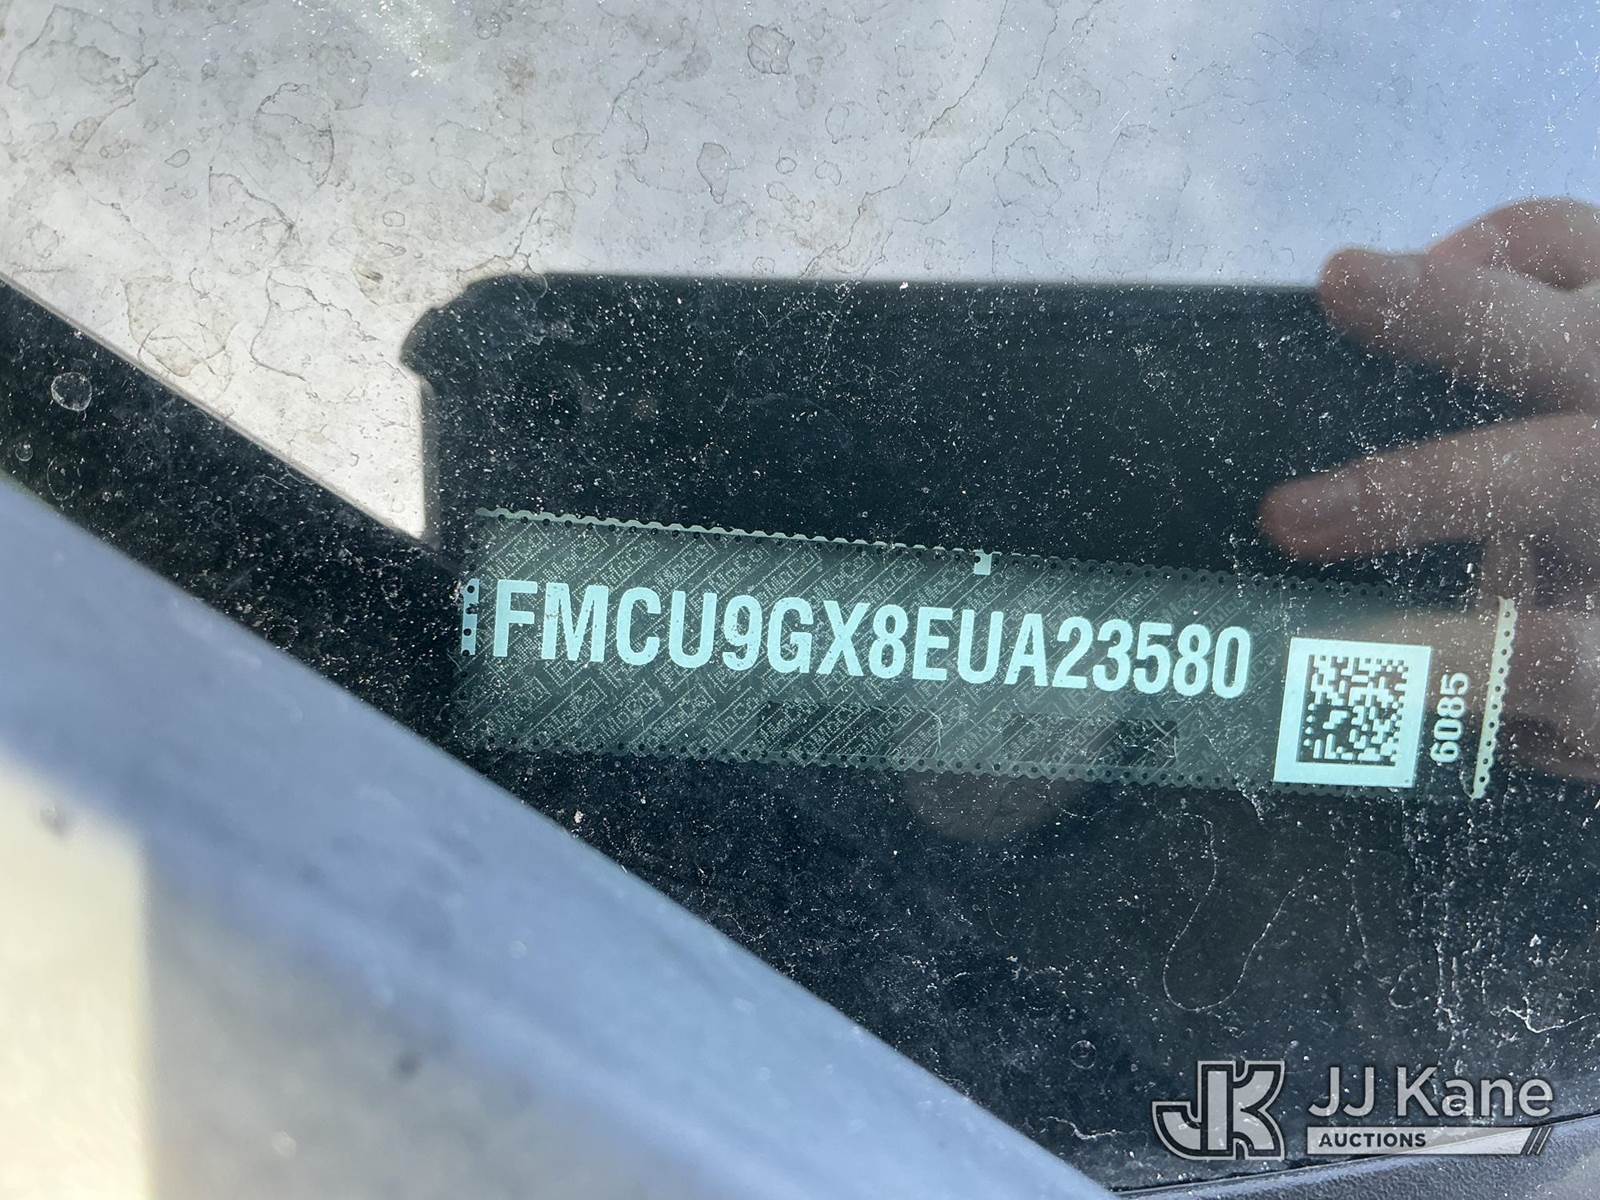 FMCU9GX8EUA23580
6085
JJ Kane
AUCTIONS